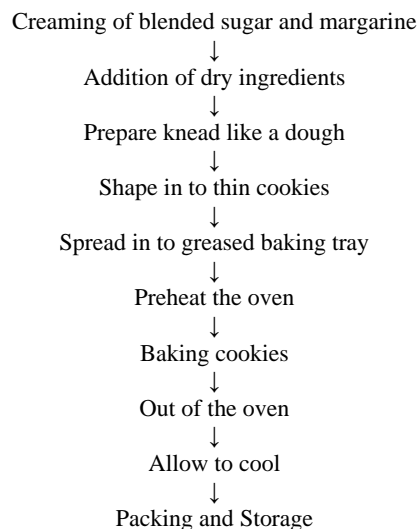 Creaming of blended sugar and margarine
↓
Addition of dry ingredients
↓
Prepare knead like a dough
↓
Shape in to thin cookies
↓
Spread in to greased baking tray
↓
Preheat the oven
↓
Baking cookies
↓
Out of the oven
↓
Allow to cool
↓
Packing and Storage